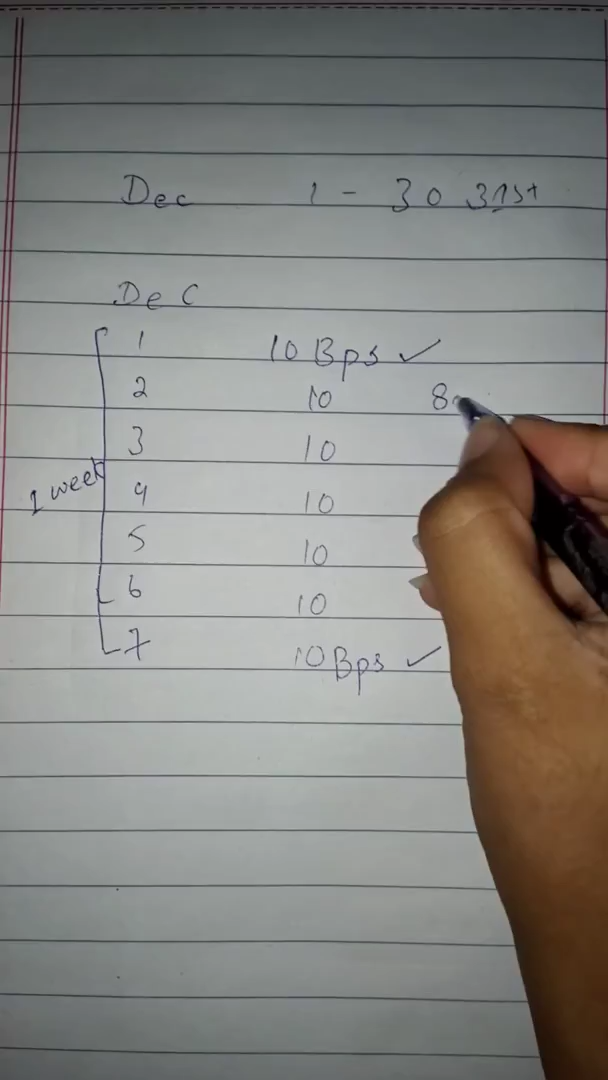 Dec 1 - 30 31st
Dec
1 10 Bps ✓
2 10 8
3 10
1 week 4 10
5 10
6 10
7 10 Bps ✓